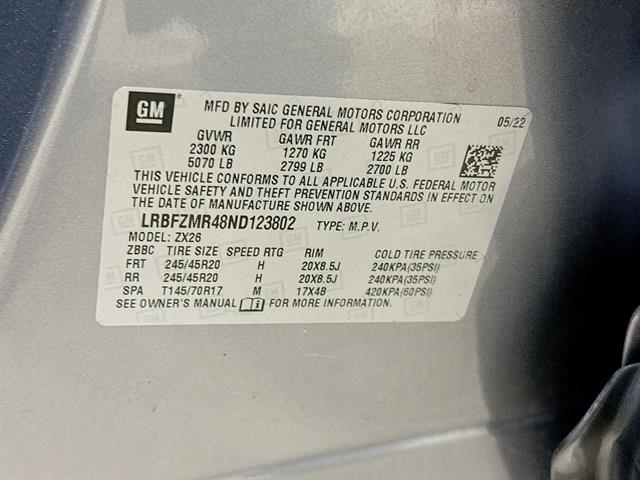 GM
MFD BY SAIC GENERAL MOTORS CORPORATION
LIMITED FOR GENERAL MOTORS LLC
05/22
GVWR GAWR FRT GAWR RR
2300 KG 1270 KG 1225 KG
5070 LB 2799 LB 2700 LB
THIS VEHICLE CONFORMS TO ALL APPLICABLE U.S. FEDERAL MOTOR
VEHICLE SAFETY AND THEFT PREVENTION STANDARDS IN EFFECT ON
THE DATE OF MANUFACTURE SHOWN ABOVE.
LRBFZMR48ND123802 TYPE: M.P.V.
MODEL: ZX26
ZBBC TIRE SIZE SPEED RTG RIM COLD TIRE PRESSURE
FRT 245/45R20 H 20X8.5J 240KPA(35PSI)
RR 245/45R20 H 20X8.5J 240KPA(35PSI)
SPA T145/70R17 M 17X4B 420KPA(60PSI)
SEE OWNER'S MANUAL FOR MORE INFORMATION.